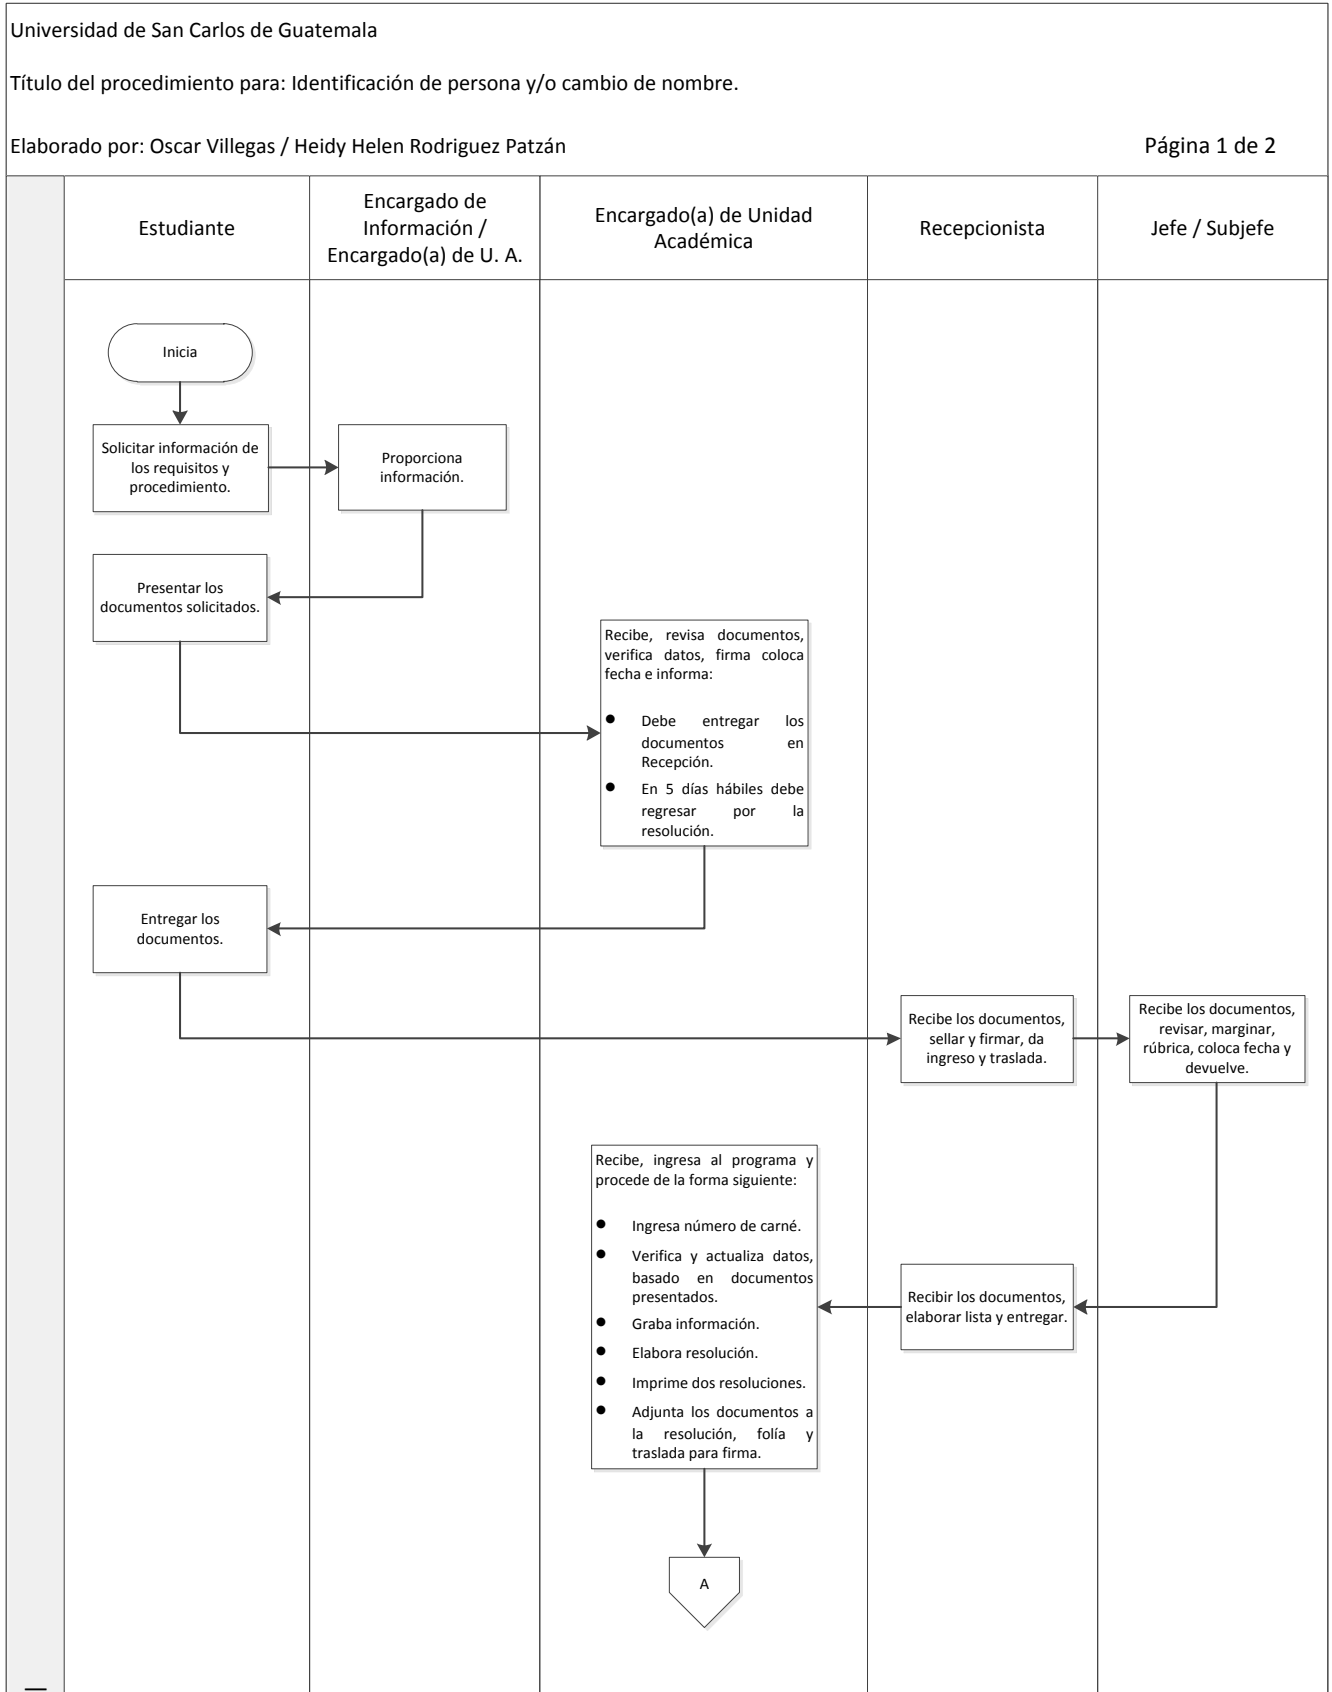 Universidad de San Carlos de Guatemala
Título del procedimiento para: Identificación de persona y/o cambio de nombre.
Elaborado por: Oscar Villegas / Heidy Helen Rodriguez Patzán
Página 1 de 2
Estudiante
Encargado de
Información /
Encargado(a) de U. A.
Encargado(a) de Unidad
Académica
Recepcionista
Jefe / Subjefe
Inicia
Solicitar información de
los requisitos y
procedimiento.
Proporciona
información.
Presentar los
documentos solicitados.
Recibe, revisa documentos,
verifica datos, firma coloca
fecha e informa:
● Debe entregar los
documentos en
Recepción.
● En 5 días hábiles debe
regresar por la
resolución.
Entregar los
documentos.
Recibe los documentos,
sellar y firmar, da
ingreso y traslada.
Recibe los documentos,
revisar, marginar,
rúbrica, coloca fecha y
devuelve.
Recibir los documentos,
elaborar lista y entregar.
Recibe, ingresa al programa y
procede de la forma siguiente:
● Ingresa número de carné.
● Verifica y actualiza datos,
basado en documentos
presentados.
● Graba información.
● Elabora resolución.
● Imprime dos resoluciones.
● Adjunta los documentos a
la resolución, folía y
traslada para firma.
A